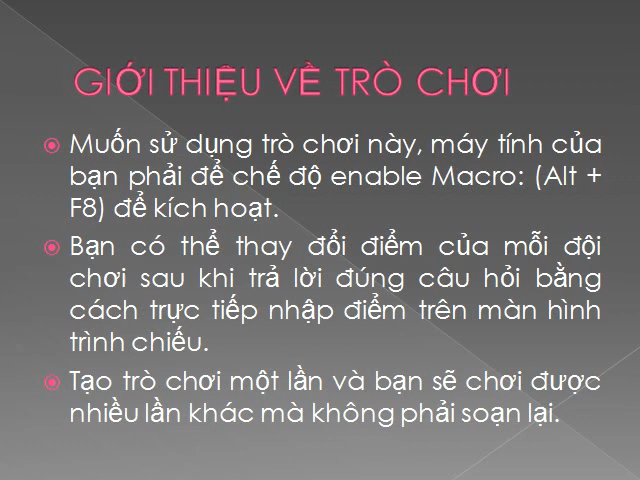 GIỚI THIỆU VỀ TRÒ CHƠI
Muốn sử dụng trò chơi này, máy tính của
bạn phải để chế độ enable Macro: (Alt +
F8) để kích hoạt.
Bạn có thể thay đổi điểm của mỗi đội
chơi sau khi trả lời đúng câu hỏi bằng
cách trực tiếp nhập điểm trên màn hình
trình chiếu.
Tạo trò chơi một lần và bạn sẽ chơi được
nhiều lần khác mà không phải soạn lại.